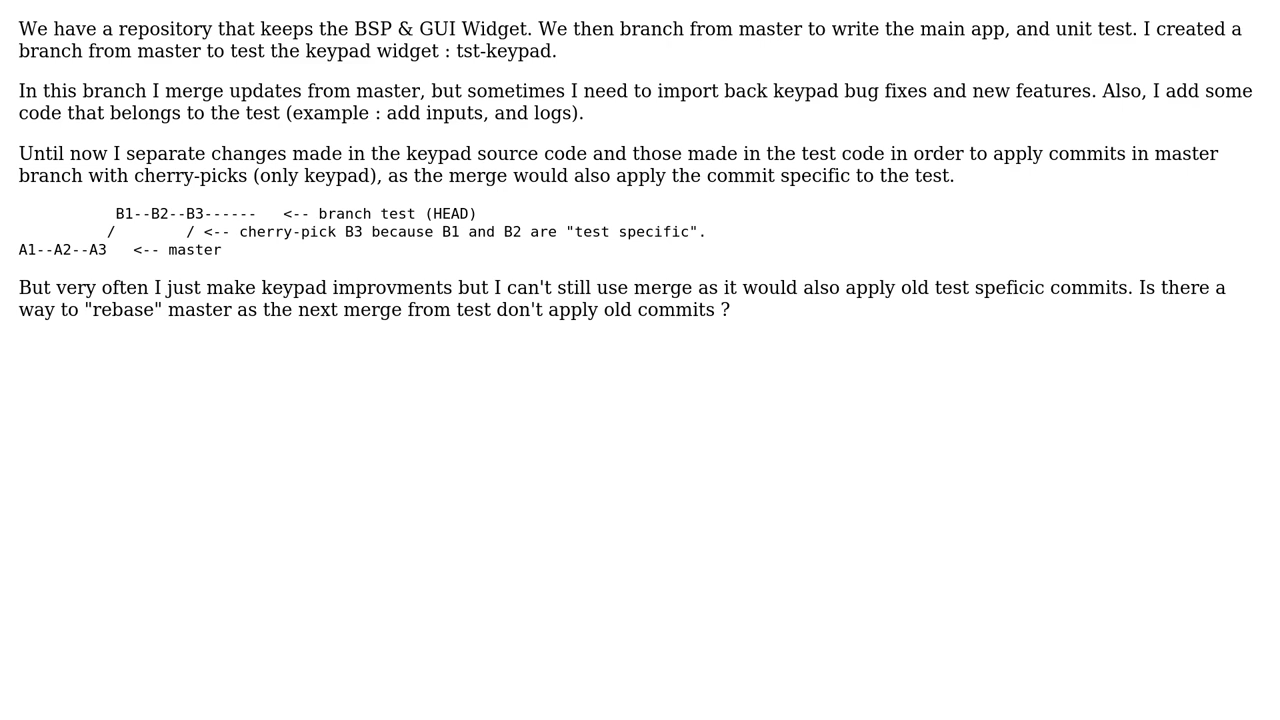 We have a repository that keeps the BSP & GUI Widget. We then branch from master to write the main app, and unit test. I created a
branch from master to test the keypad widget : tst-keypad.
In this branch I merge updates from master, but sometimes I need to import back keypad bug fixes and new features. Also, I add some
code that belongs to the test (example : add inputs, and logs).
Until now I separate changes made in the keypad source code and those made in the test code in order to apply commits in master
branch with cherry-picks (only keypad), as the merge would also apply the commit specific to the test.
           B1--B2--B3------   <-- branch test (HEAD)
          /        / <-- cherry-pick B3 because B1 and B2 are "test specific".
A1--A2--A3   <-- master
But very often I just make keypad improvments but I can't still use merge as it would also apply old test speficic commits. Is there a
way to "rebase" master as the next merge from test don't apply old commits ?